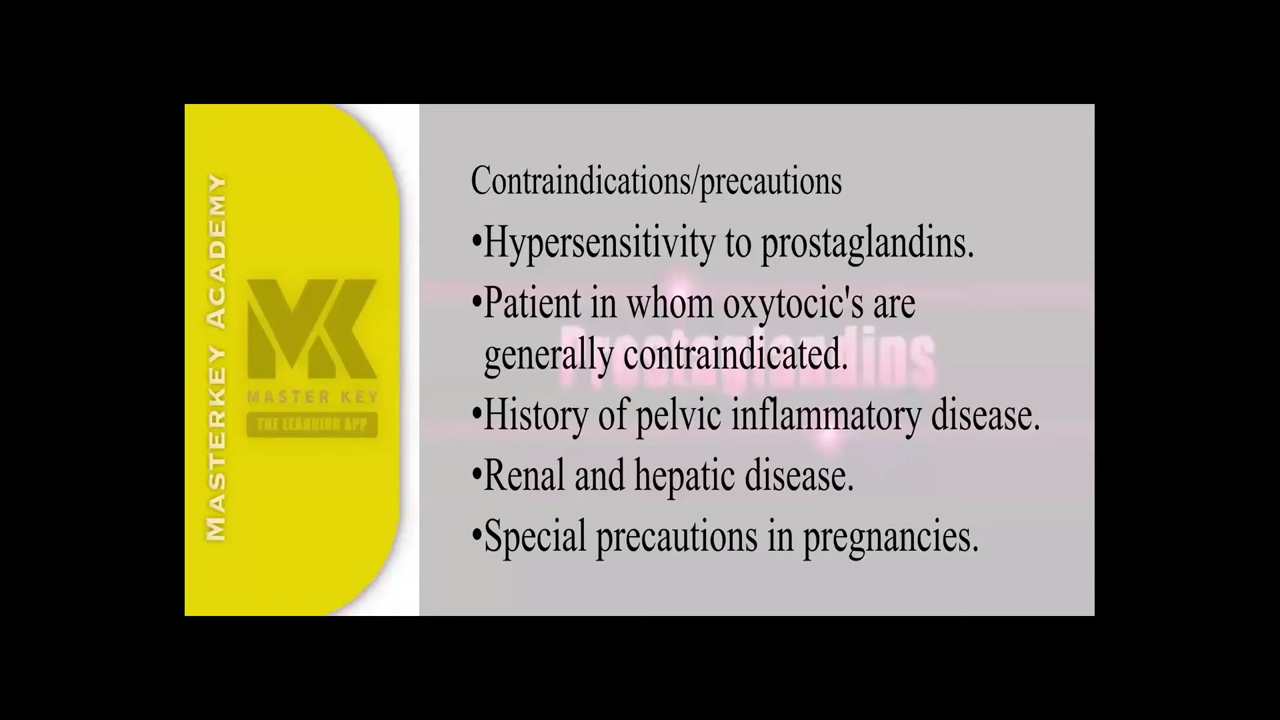 MASTERKEY ACADEMY
MASTER KEY
THE LEARNING APP
Contraindications/precautions
•Hypersensitivity to prostaglandins.
•Patient in whom oxytocic's are
generally contraindicated.
Prostaglandins
•History of pelvic inflammatory disease.
•Renal and hepatic disease.
•Special precautions in pregnancies.